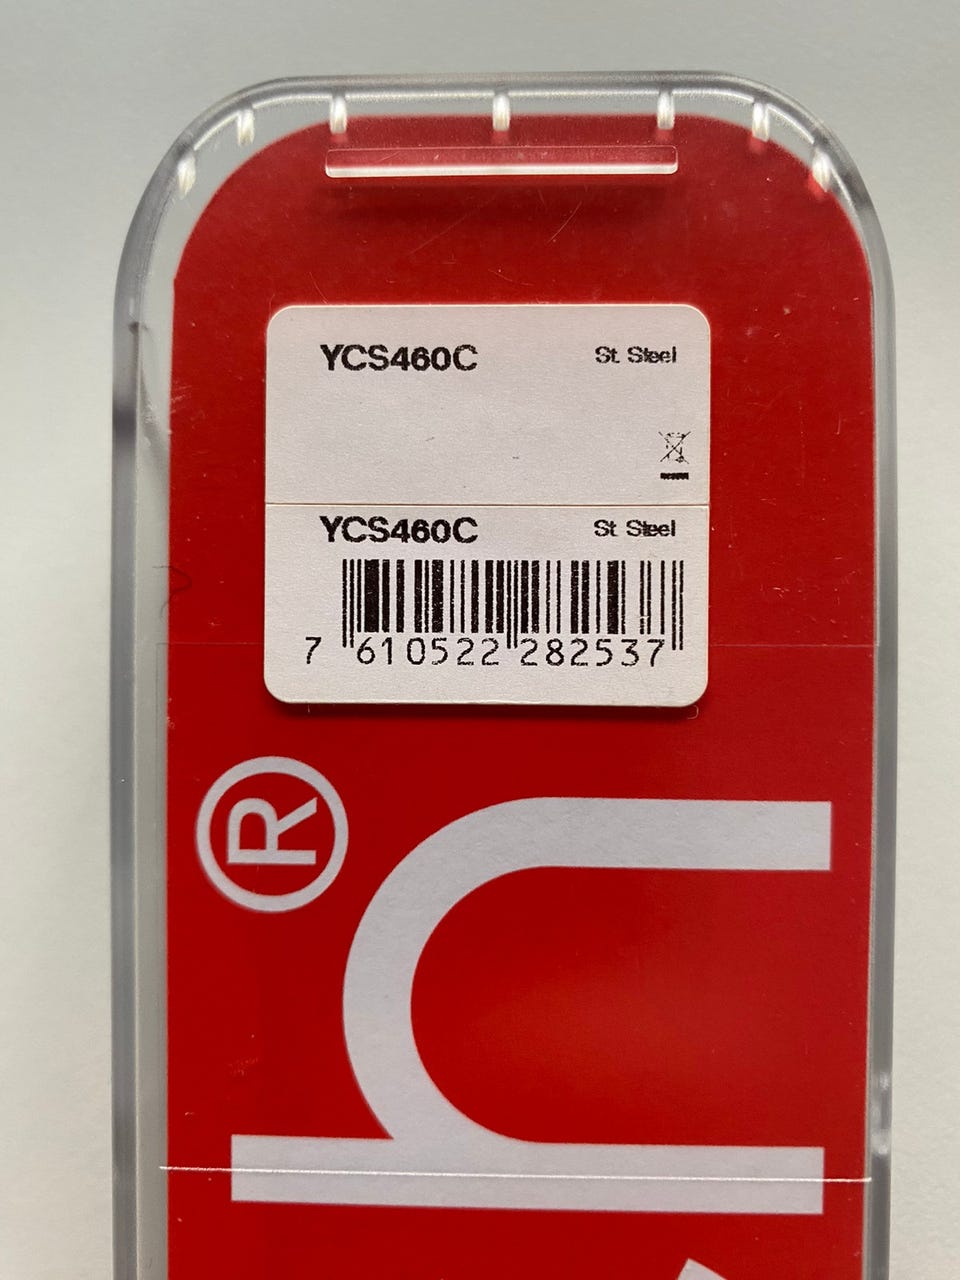 YCS460C St. Steel
YCS460C St. Steel
7 610522 282537
®
h